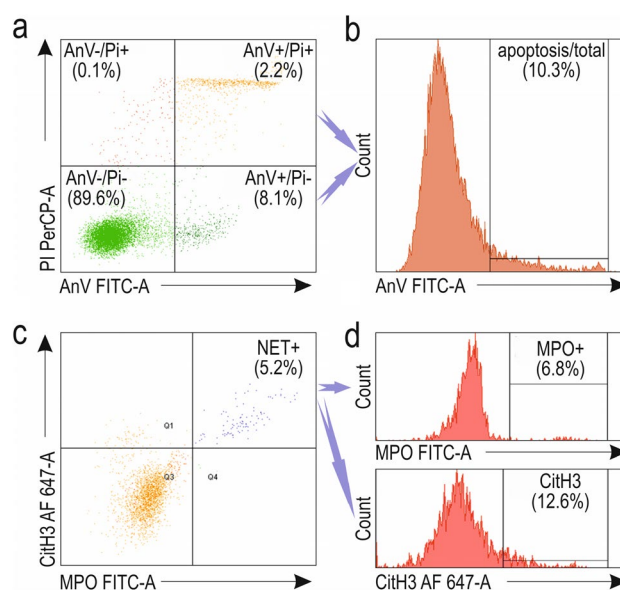 a
AnV-/Pi+
(0.1%)
AnV+/Pi+
(2.2%)
AnV-/Pi-
(89.6%)
AnV+/Pi-
(8.1%)
PI PerCP-A
AnV FITC-A
b
apoptosis/total
(10.3%)
Count
AnV FITC-A
c
NET+
(5.2%)
Q1
Q3
Q4
CitH3 AF 647-A
MPO FITC-A
d
MPO+
(6.8%)
Count
MPO FITC-A
CitH3
(12.6%)
Count
CitH3 AF 647-A